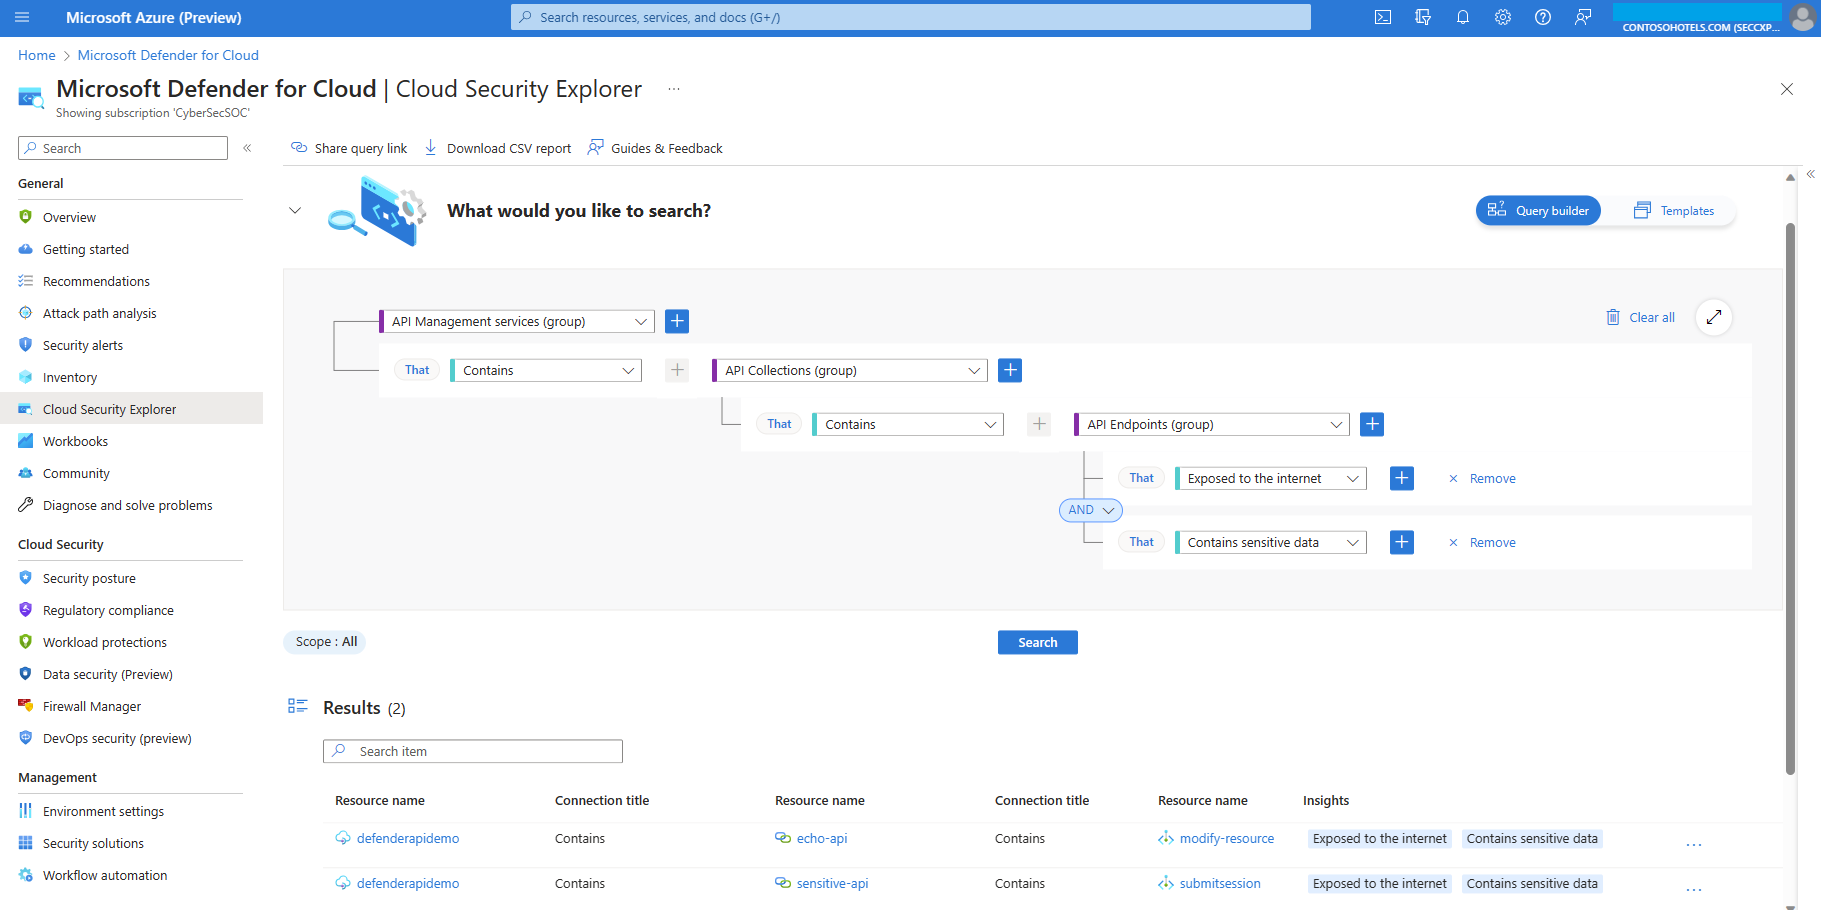 Microsoft Azure (Preview)
Search resources, services, and docs (G+/)
CONTOSOHOTELS.COM (SECCXP...
Home > Microsoft Defender for Cloud
Microsoft Defender for Cloud | Cloud Security Explorer ...
Showing subscription 'CyberSecSOC'
Search
Share query link
Download CSV report
Guides & Feedback
General
Overview
Getting started
Recommendations
Attack path analysis
Security alerts
Inventory
Cloud Security Explorer
Workbooks
Community
Diagnose and solve problems
Cloud Security
Security posture
Regulatory compliance
Workload protections
Data security (Preview)
Firewall Manager
DevOps security (preview)
Management
Environment settings
Security solutions
Workflow automation
What would you like to search?
Query builder
Templates
API Management services (group)
Clear all
That Contains API Collections (group)
That Contains API Endpoints (group)
That Exposed to the internet Remove
AND
That Contains sensitive data Remove
Scope : All
Search
Results (2)
Search item
Resource name Connection title Resource name Connection title Resource name Insights
defenderapidemo Contains echo-api Contains modify-resource Exposed to the internet Contains sensitive data ...
defenderapidemo Contains sensitive-api Contains submitsession Exposed to the internet Contains sensitive data ...